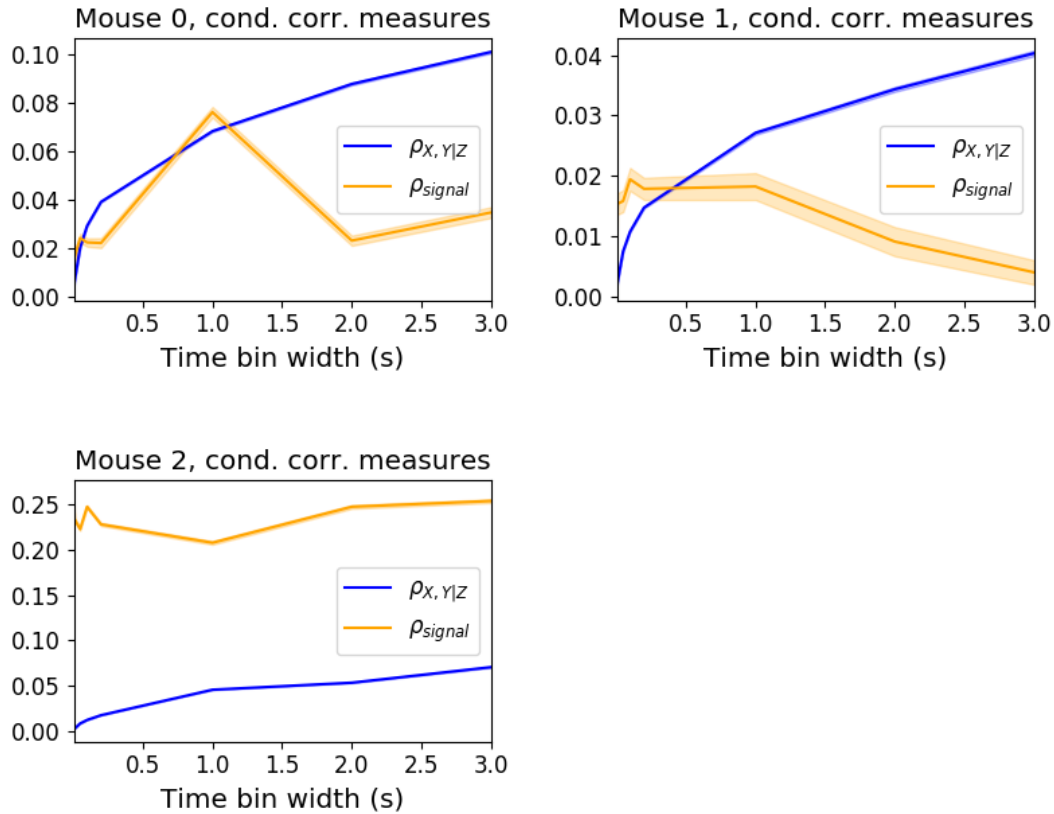 Mouse 0, cond. corr. measures
0.10
0.08
0.06
0.04
0.02
0.00
ρX, Y|Z
ρsignal
0.5 1.0 1.5 2.0 2.5 3.0
Time bin width (s)
Mouse 1, cond. corr. measures
0.04
0.03
0.02
0.01
0.00
ρX, Y|Z
ρsignal
0.5 1.0 1.5 2.0 2.5 3.0
Time bin width (s)
Mouse 2, cond. corr. measures
0.25
0.20
0.15
0.10
0.05
0.00
ρX, Y|Z
ρsignal
0.5 1.0 1.5 2.0 2.5 3.0
Time bin width (s)